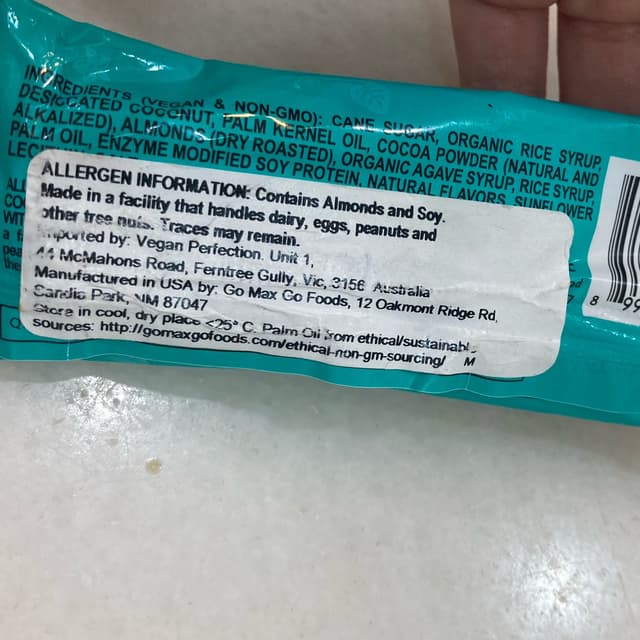 INGREDIENTS (VEGAN & NON-GMO): CANE SUGAR, ORGANIC RICE SYRUP,
DESICCATED COCONUT, PALM KERNEL OIL, COCOA POWDER (NATURAL AND
ALKALIZED), ALMONDS (DRY ROASTED), ORGANIC AGAVE SYRUP, RICE SYRUP,
PALM OIL, ENZYME MODIFIED SOY PROTEIN, NATURAL FLAVORS, SUNFLOWER
ALLERGEN INFORMATION: Contains Almonds and Soy.
Made in a facility that handles dairy, eggs, peanuts and
other tree nuts. Traces may remain.
Imported by: Vegan Perfection. Unit 1,
44 McMahons Road, Ferntree Gully, Vic, 3156 Australia
Manufactured in USA by: Go Max Go Foods, 12 Oakmont Ridge Rd,
Sandia Park, NM 87047
Store in cool, dry place <25° C. Palm Oil from ethical/sustainabl
sources: http://gomaxgofoods.com/ethical-non-gm-sourcing/ M
8 99